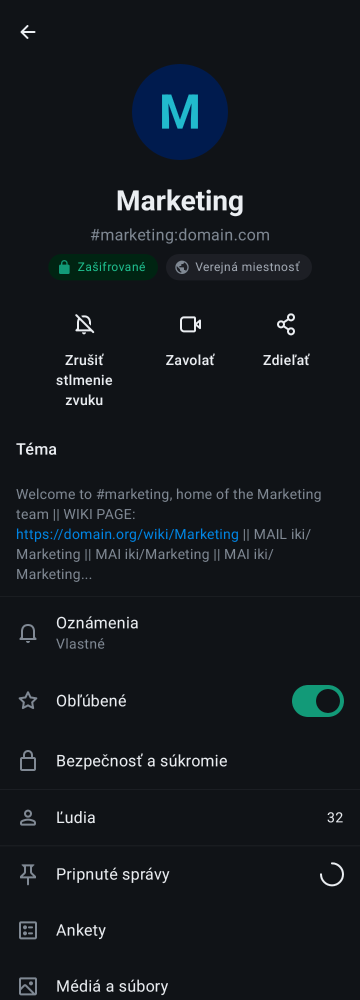 M
Marketing
#marketing:domain.com
Zašifrované
Verejná miestnosť
Zrušiť
stlmenie
zvuku
Zavolať
Zdieľať
Téma
Welcome to #marketing, home of the Marketing
team || WIKI PAGE:
https://domain.org/wiki/Marketing || MAIL iki/
Marketing || MAI iki/Marketing || MAI iki/
Marketing...
Oznámenia
Vlastné
Obľúbené
Bezpečnosť a súkromie
Ľudia
32
Pripnuté správy
Ankety
Médiá a súbory